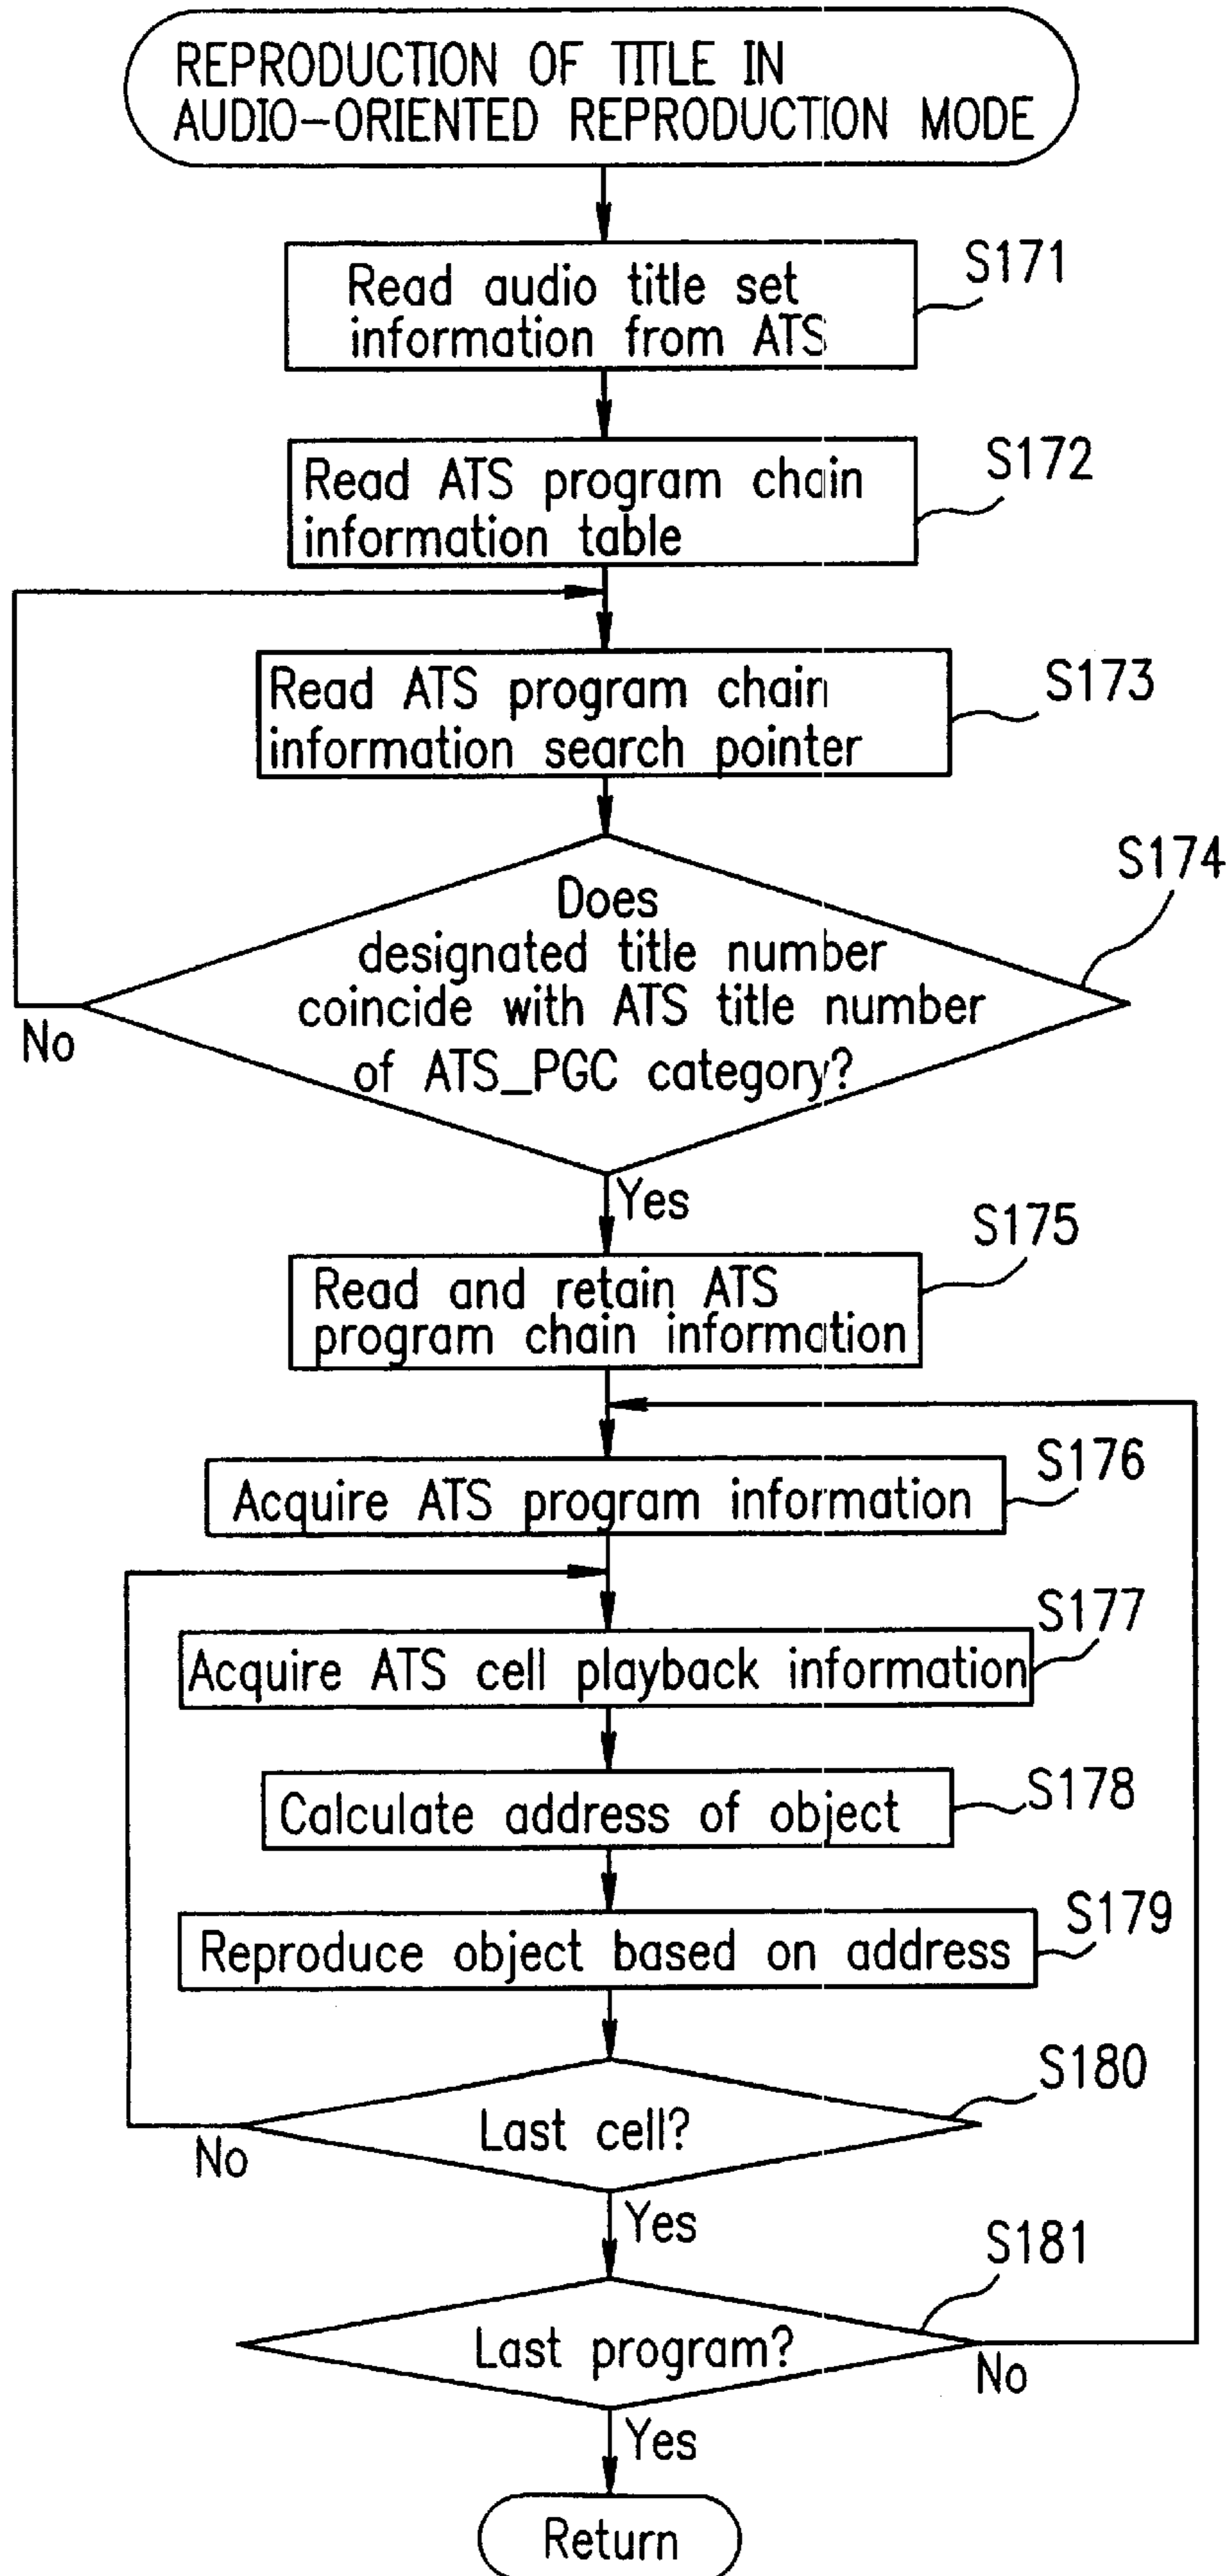 REPRODUCTION OF TITLE IN
AUDIO-ORIENTED REPRODUCTION MODE
Read audio title set
information from ATS
S171
Read ATS program chain
information table
S172
Read ATS program chain
information search pointer
S173
Does
designated title number
coincide with ATS title number
of ATS_PGC category?
S174
No
Yes
Read and retain ATS
program chain information
S175
Acquire ATS program information
S176
Acquire ATS cell playback information
S177
Calculate address of object
S178
Reproduce object based on address
S179
Last cell?
S180
No
Yes
Last program?
S181
No
Yes
Return